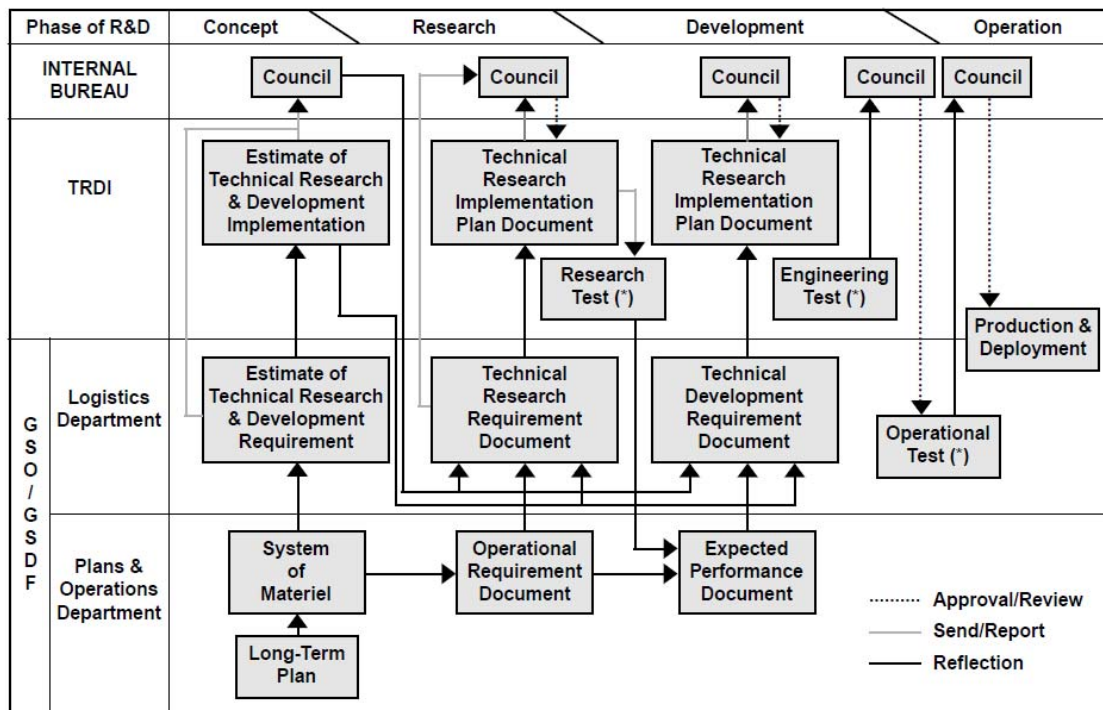 Phase of R&D
Concept
Research
Development
Operation
INTERNAL
BUREAU
Council
Council
Council
Council
Council
TRDI
Estimate of
Technical Research
& Development
Implementation
Technical
Research
Implementation
Plan Document
Technical
Research
Implementation
Plan Document
Research
Test (*)
Engineering
Test (*)
Production &
Deployment
G
S
O
/
G
S
D
F
Logistics
Department
Estimate of
Technical Research
& Development
Requirement
Technical
Research
Requirement
Document
Technical
Development
Requirement
Document
Operational
Test (*)
Plans &
Operations
Department
System
of
Materiel
Operational
Requirement
Document
Expected
Performance
Document
Long-Term
Plan
Approval/Review
Send/Report
Reflection